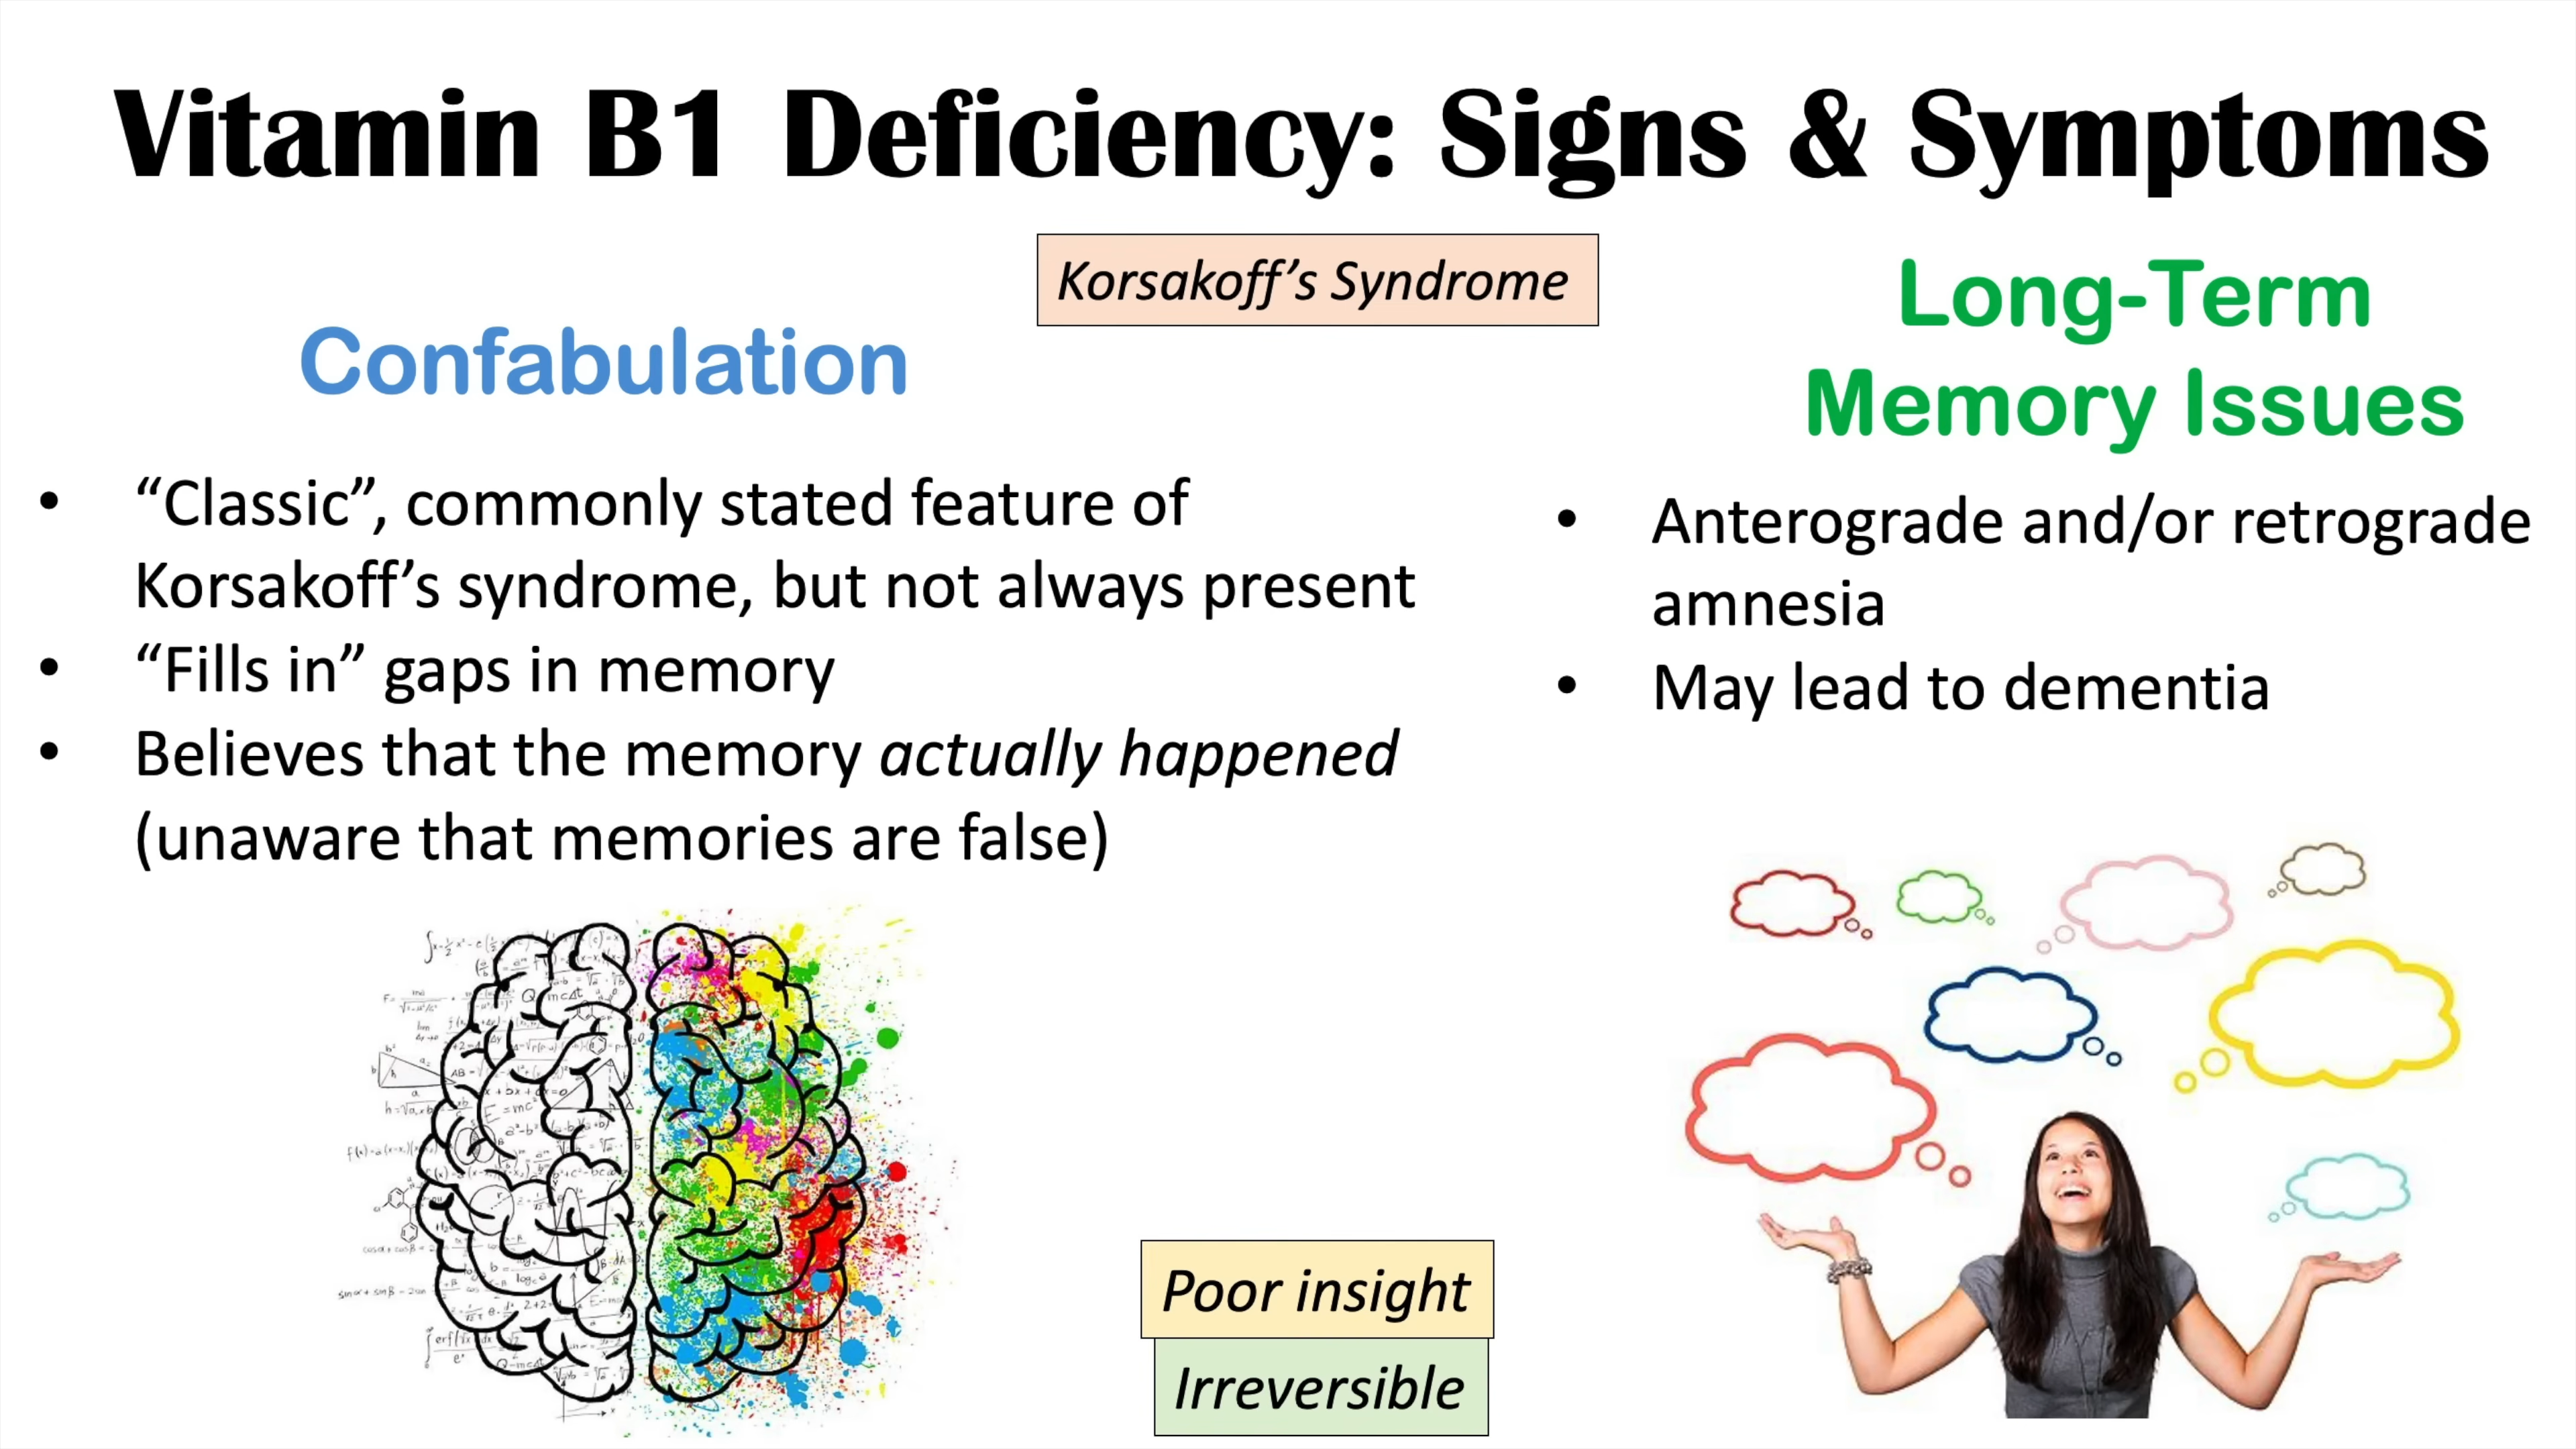 Vitamin B1 Deficiency: Signs & Symptoms
Korsakoff’s Syndrome
Confabulation
• “Classic”, commonly stated feature of
Korsakoff’s syndrome, but not always present
• “Fills in” gaps in memory
• Believes that the memory actually happened
(unaware that memories are false)
Long-Term
Memory Issues
• Anterograde and/or retrograde
amnesia
• May lead to dementia
Poor insight
Irreversible